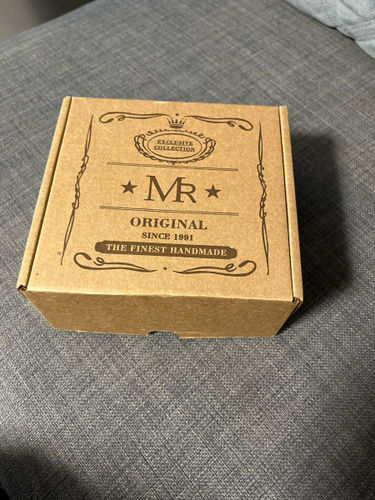 EXCLUSIVE
COLLECTION
★ MR ★
ORIGINAL
SINCE 1991
THE FINEST HANDMADE